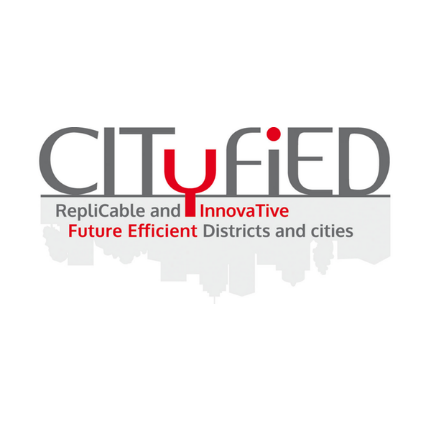 CITyFiED
RepliCable and InnovaTive
Future Efficient Districts and cities